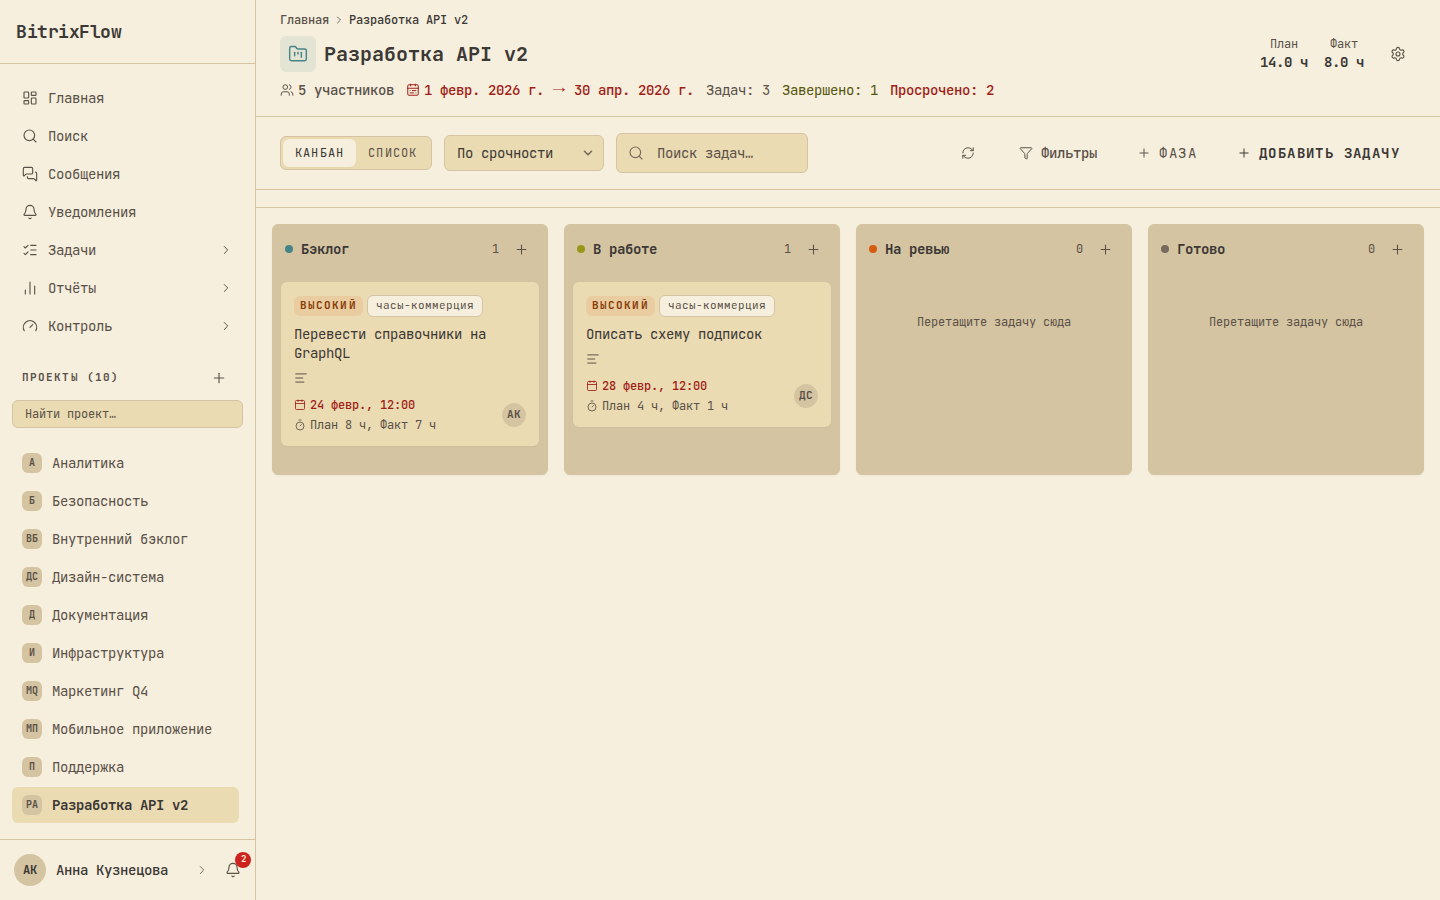 BitrixFlow
Главная
Поиск
Сообщения
Уведомления
Задачи
Отчёты
Контроль
ПРОЕКТЫ (10)
Найти проект…
А Аналитика
Б Безопасность
ВБ Внутренний бэклог
ДС Дизайн-система
Д Документация
И Инфраструктура
MQ Маркетинг Q4
МП Мобильное приложение
П Поддержка
РА Разработка API v2
АК Анна Кузнецова 2
Главная > Разработка API v2
Разработка API v2
План Факт
14.0 ч 8.0 ч
5 участников 1 февр. 2026 г. → 30 апр. 2026 г. Задач: 3 Завершено: 1 Просрочено: 2
КАНБАН СПИСОК По срочности Поиск задач… Фильтры + ФАЗА + ДОБАВИТЬ ЗАДАЧУ
Бэклог 1
ВЫСОКИЙ часы-коммерция
Перевести справочники на
GraphQL
24 февр., 12:00
План 8 ч, Факт 7 ч
АК
В работе 1
ВЫСОКИЙ часы-коммерция
Описать схему подписок
28 февр., 12:00
План 4 ч, Факт 1 ч
ДС
На ревью 0
Перетащите задачу сюда
Готово 0
Перетащите задачу сюда